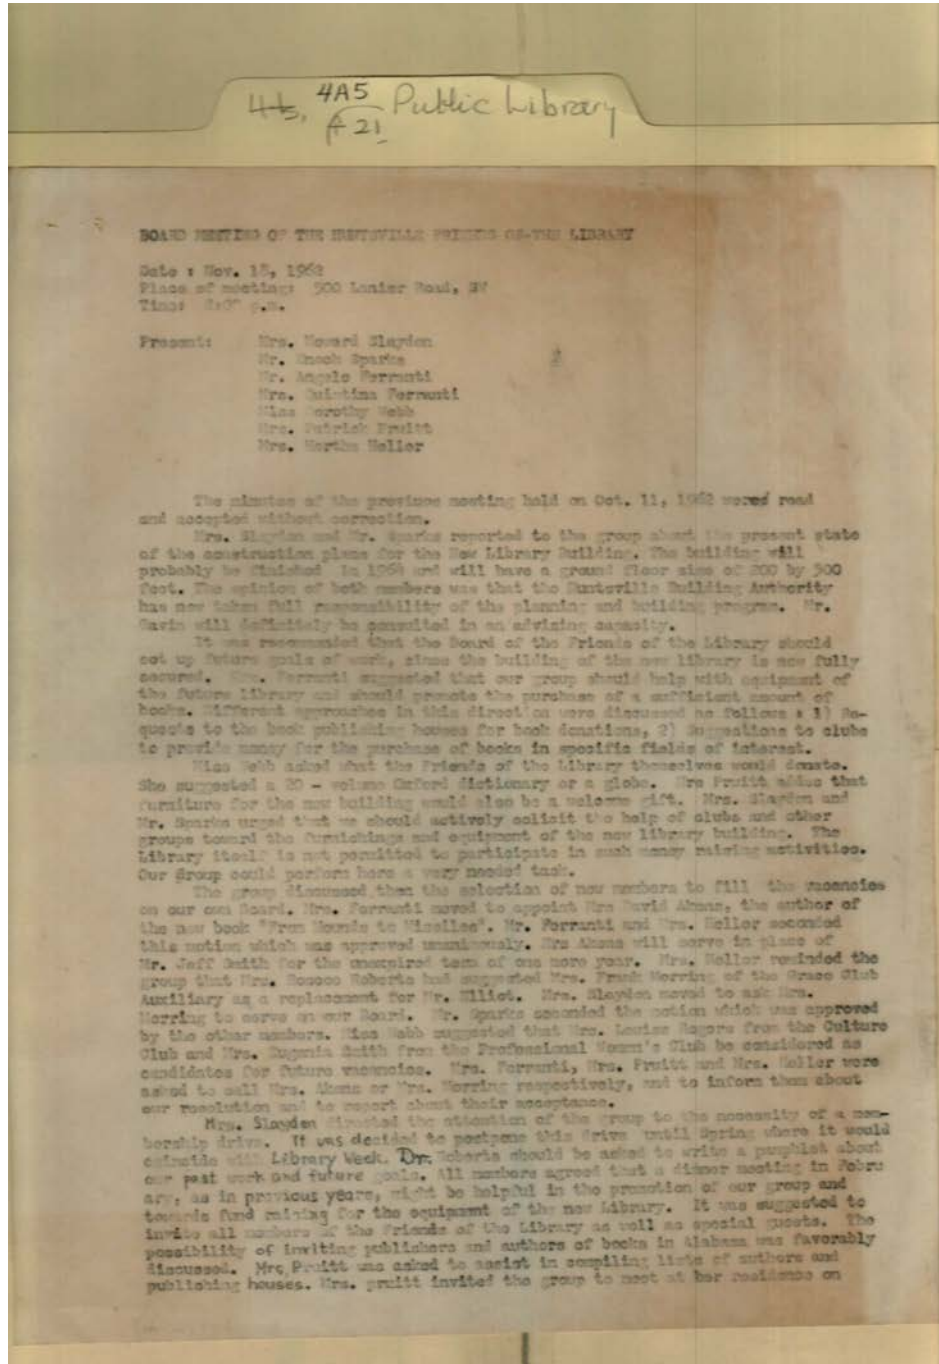 4b, 4A5 Public Library
A 21
BOARD MEETING OF THE HUNTSVILLE FRIENDS OF THE LIBRARY
Date : Nov. 15, 1962
Place of meeting: 500 Lanier Road, HV
Time: 8:00 p.m.
Present: Mrs. Howard Slayden
Mr. Enoch Sparks
Mr. Angelo Ferranti
Mrs. Quintina Ferranti
Miss Dorothy Webb
Mrs. Patrick Pruitt
Mrs. Hertha Heller
The minutes of the previous meeting held on Oct. 11, 1962 were read
and accepted without correction.
Mrs. Slayden and Mr. Sparks reported to the group about the present state
of the construction plans for the New Library Building. The building will
probably be finished in 1964 and will have a ground floor size of 200 by 300
feet. The opinion of both members was that the Huntsville Building Authority
has now taken full responsibility of the planning and building program. Mr.
Gavin will definitely be consulted in an advising capacity.
It was recommended that the Board of the Friends of the Library should
set up future goals of work, since the building of the new library is now fully
secured. Mrs. Ferranti suggested that our group should help with equipment of
the future library and should promote the purchase of a sufficient amount of
books. Different approaches in this direction were discussed as follows : 1) Re-
quests to the book publishing houses for book donations, 2) Suggestions to clubs
to provide money for the purchase of books in specific fields of interest.
Miss Webb asked what the Friends of the Library themselves would donate.
She suggested a 20 - volume Oxford dictionary or a globe. Mrs Pruitt addes that
furniture for the new building would also be a welcome gift. Mrs. Slayden and
Mr. Sparks urged that we should actively solicit the help of clubs and other
groups toward the furnishings and equipment of the new library building. The
Library itself is not permitted to participate in such money raising activities.
Our Group could perform here a very needed task.
The group discussed then the selection of new members to fill the vacancies
on our own Board. Mrs. Ferranti moved to appoint Mrs David Akens, the author of
the new book "From Mounds to Missiles". Mr. Ferranti and Mrs. Heller seconded
this motion which was approved unanimously. Mrs Akens will serve in place of
Mr. Jeff Smith for the unexpired term of one more year. Mrs. Heller reminded the
group that Mrs. Roscoe Roberts had suggested Mrs. Frank Morring of the Grace Club
Auxiliary as a replacement for Mr. Elliot. Mrs. Slayden moved to ask Mrs.
Morring to serve on our Board. Mr. Sparks seconded the motion which was approved
by the other members. Miss Webb suggested that Mrs. Louise Rogers from the Culture
Club and Mrs. Eugenia Smith from the Professional Women's Club be considered as
candidates for future vacancies. Mrs. Ferranti, Mrs. Pruitt and Mrs. Heller were
asked to call Mrs. Akens or Mrs. Morring respectively, and to inform them about
our resolution and to report about their acceptance.
Mrs. Slayden directed the attention of the group to the necessity of a mem-
bership drive. It was decided to postpone this drive until Spring where it would
coincide with Library Week. Dr. Roberts should be asked to write a pamphlet about
our past work and future goals. All members agreed that a dinner meeting in Febru
ary, as in previous years, might be helpful in the promotion of our group and
towards fund raising for the equipment of the new Library. It was suggested to
invite all members of the Friends of the Library as well as special guests. The
possibility of inviting publishers and authors of books in Alabama was favorably
discussed. Mrs. Pruitt was asked to assist in compiling lists of authors and
publishing houses. Mrs. pruitt invited the group to meet at her residence on